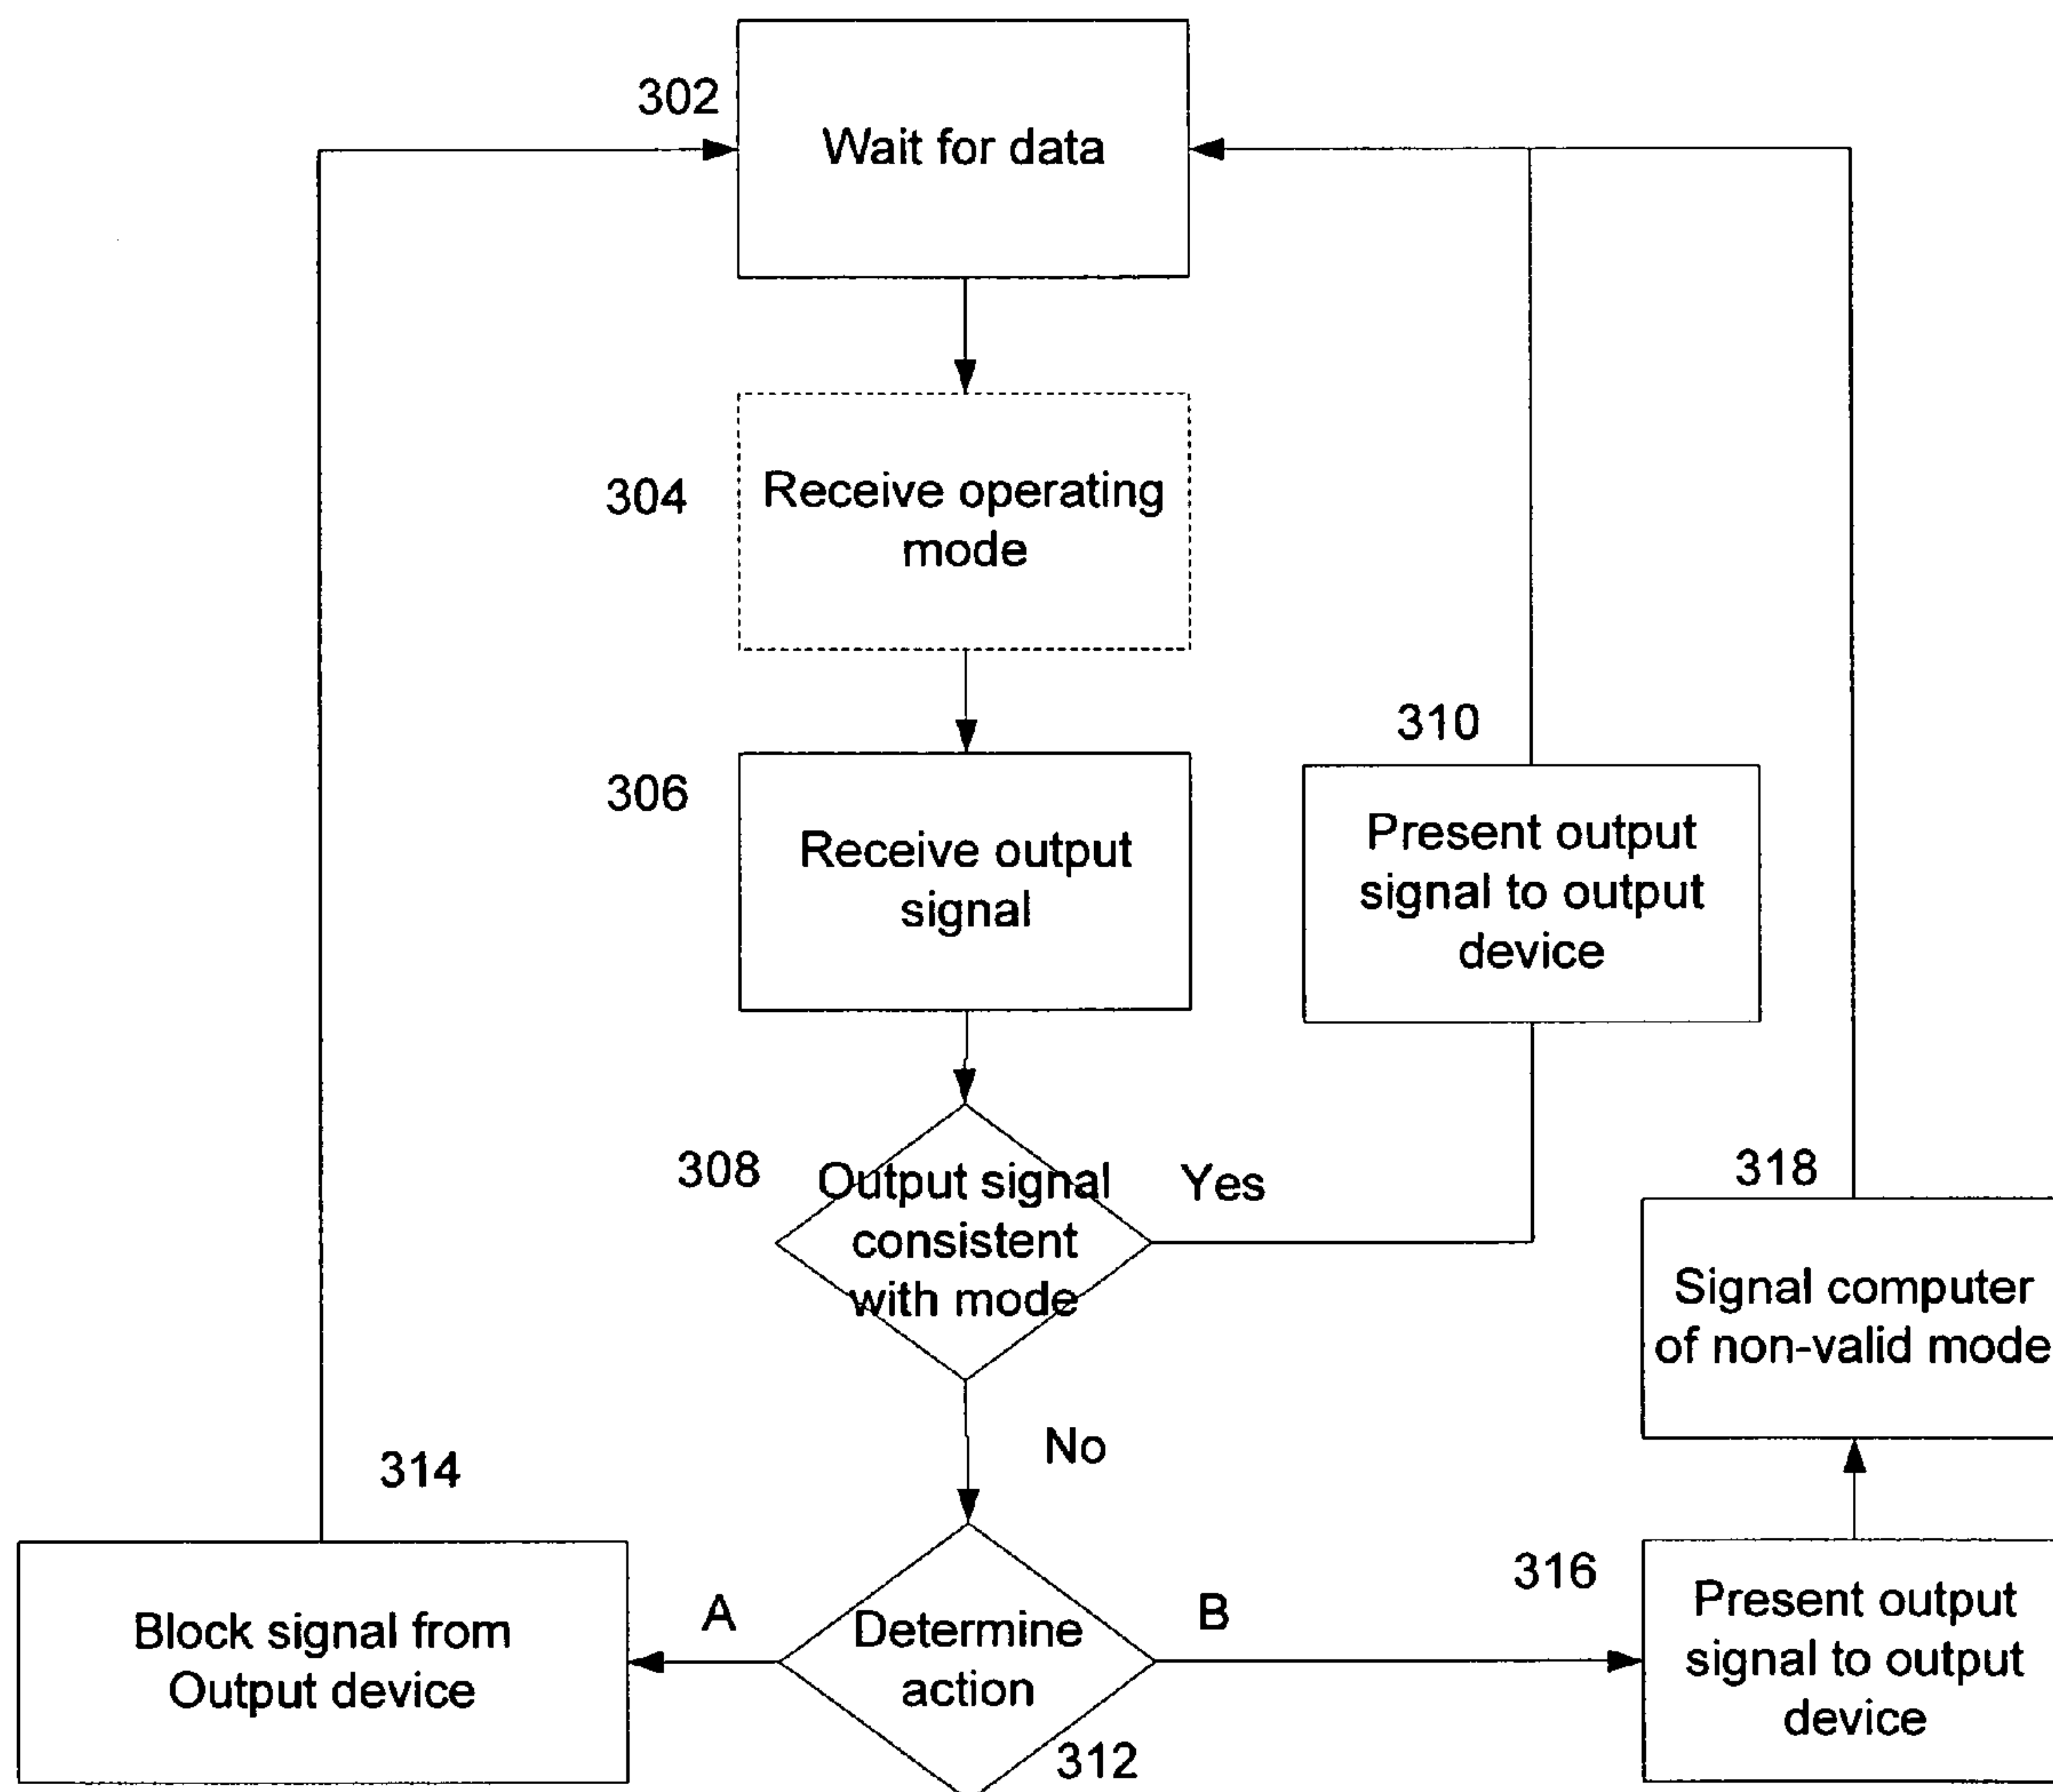 302
Wait for data
304
Receive operating
mode
306
Receive output
signal
310
Present output
signal to output
device
308
Output signal
consistent
with mode
Yes
No
318
Signal computer
of non-valid mode
314
Block signal from
Output device
A
Determine
action
B
312
316
Present output
signal to output
device